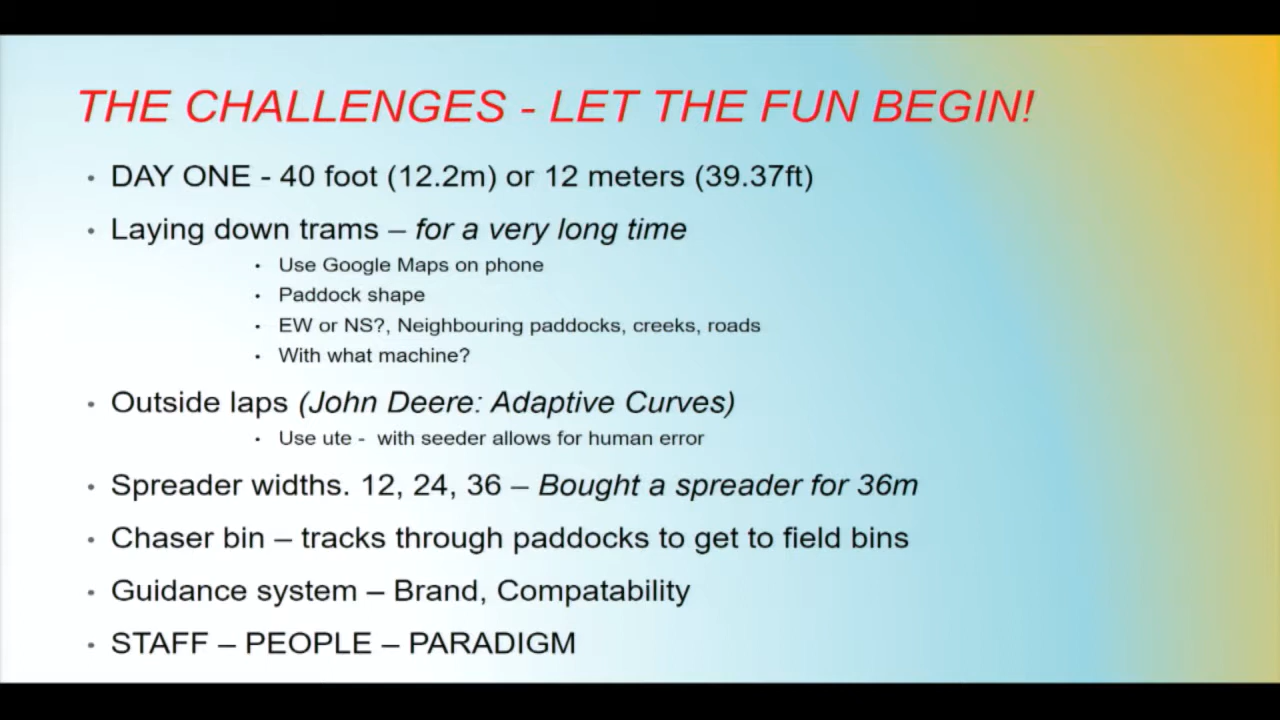 THE CHALLENGES - LET THE FUN BEGIN!
• DAY ONE - 40 foot (12.2m) or 12 meters (39.37ft)
• Laying down trams – for a very long time
• Use Google Maps on phone
• Paddock shape
• EW or NS?, Neighbouring paddocks, creeks, roads
• With what machine?
• Outside laps (John Deere: Adaptive Curves)
• Use ute - with seeder allows for human error
• Spreader widths. 12, 24, 36 – Bought a spreader for 36m
• Chaser bin – tracks through paddocks to get to field bins
• Guidance system – Brand, Compatability
• STAFF – PEOPLE – PARADIGM